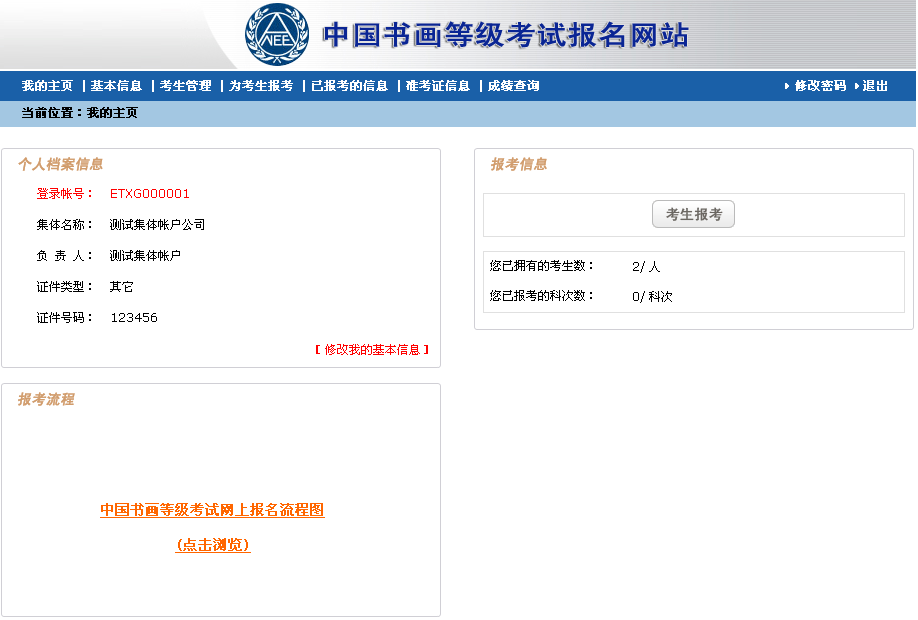 NEEA
中国书画等级考试报名网站
我的主页 | 基本信息 | 考生管理 | 为考生报考 | 已报考的信息 | 准考证信息 | 成绩查询 修改密码 退出
当前位置：我的主页
个人档案信息
登录帐号： ETXG000001
集体名称： 测试集体帐户公司
负 责 人： 测试集体帐户
证件类型： 其它
证件号码： 123456
[ 修改我的基本信息 ]
报考信息
考生报考
您已拥有的考生数： 2/ 人
您已报考的科次数： 0/ 科次
报考流程
中国书画等级考试网上报名流程图
(点击浏览)